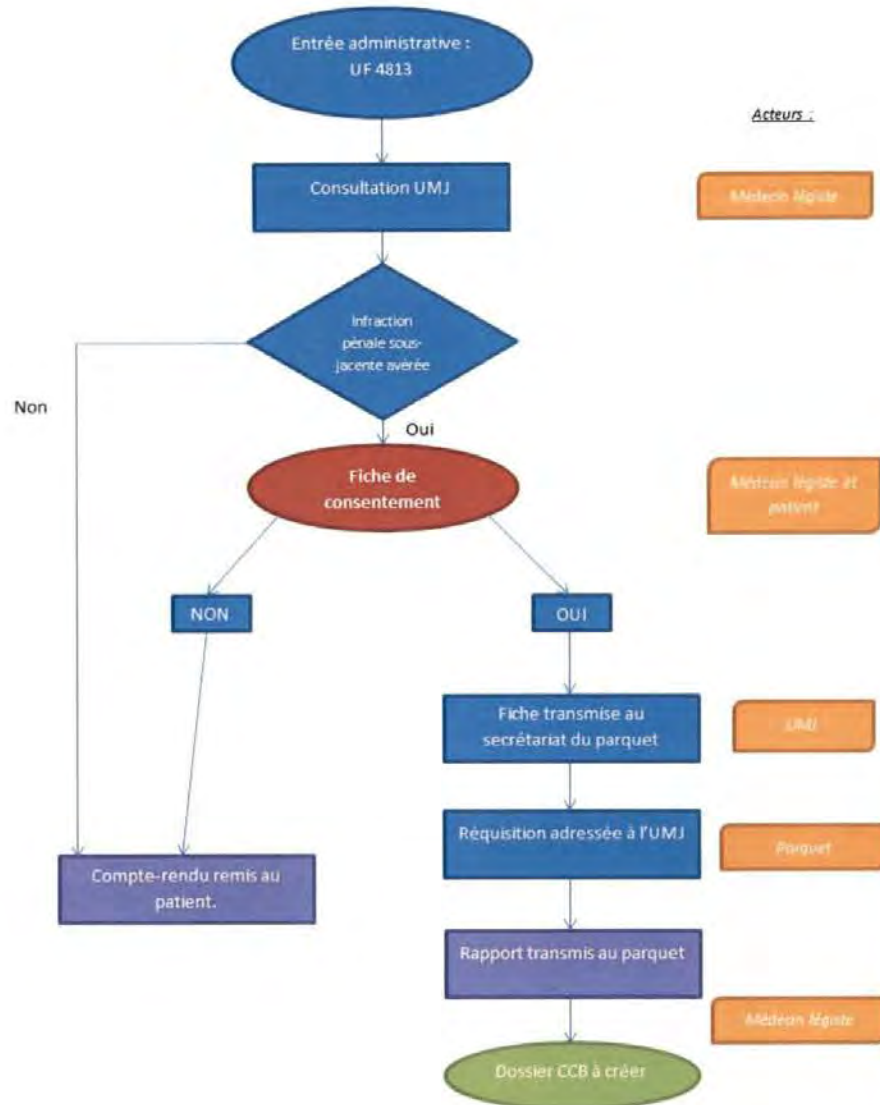 Entrée administrative :
UF 4813
Acteurs :
Consultation UMJ
Médecin légiste
Infraction
pénale sous-
jacente avérée
Non
Oui
Fiche de
consentement
Médecin légiste et
patient
NON
OUI
Fiche transmise au
secrétariat du parquet
UMJ
Réquisition adressée à l'UMJ
Parquet
Compte-rendu remis au
patient.
Rapport transmis au parquet
Médecin légiste
Dossier CCB à créer